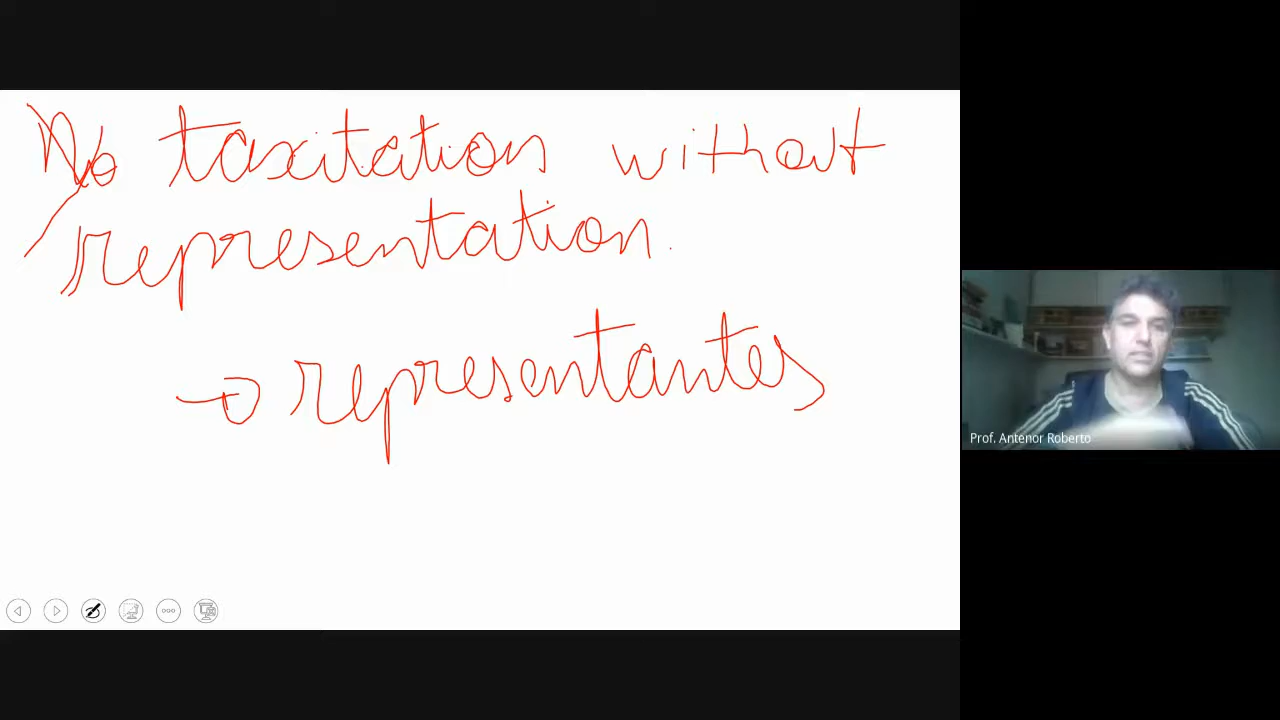 No taxitation without
representation.
→ representantes
Prof. Antenor Roberto